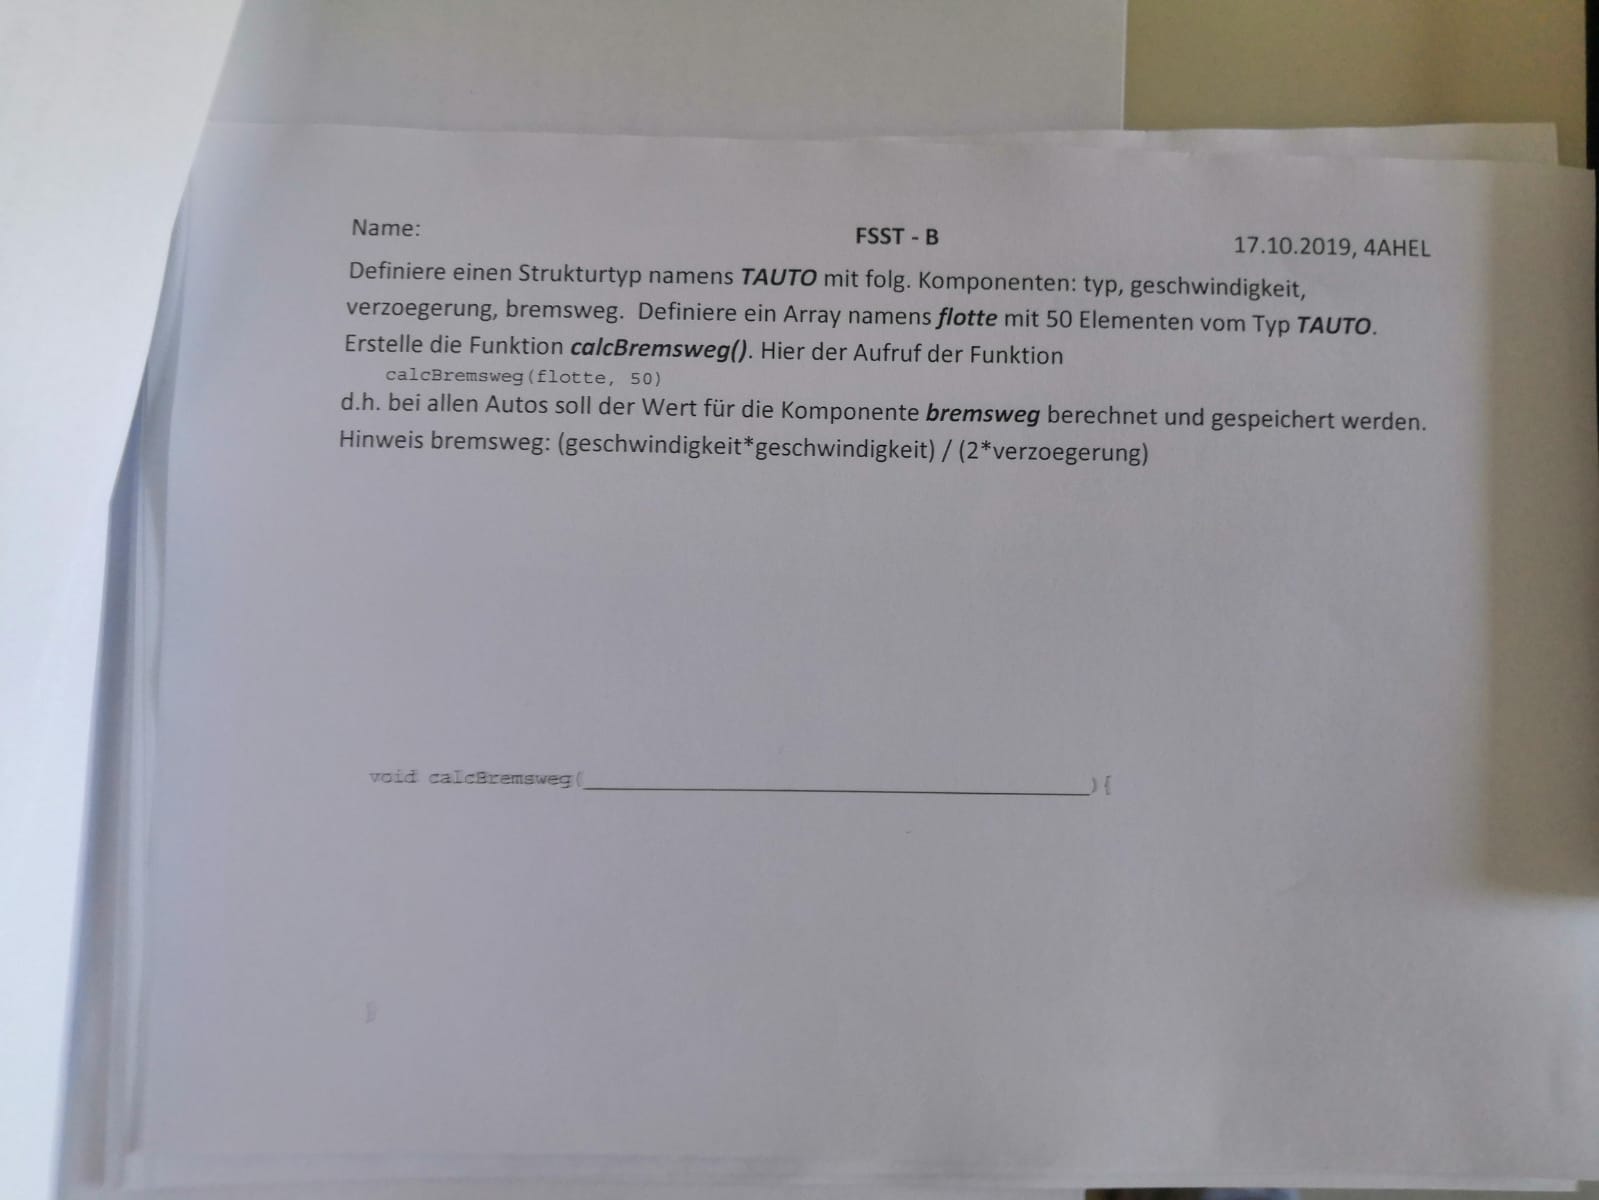 Name:
FSST - B
17.10.2019, 4AHEL
Definiere einen Strukturtyp namens TAUTO mit folg. Komponenten: typ, geschwindigkeit,
verzoegerung, bremsweg. Definiere ein Array namens flotte mit 50 Elementen vom Typ TAUTO.
Erstelle die Funktion calcBremsweg(). Hier der Aufruf der Funktion
calcBremsweg(flotte, 50)
d.h. bei allen Autos soll der Wert für die Komponente bremsweg berechnet und gespeichert werden.
Hinweis bremsweg: (geschwindigkeit*geschwindigkeit) / (2*verzoegerung)
void calcBremsweg(____________________________________________){
}